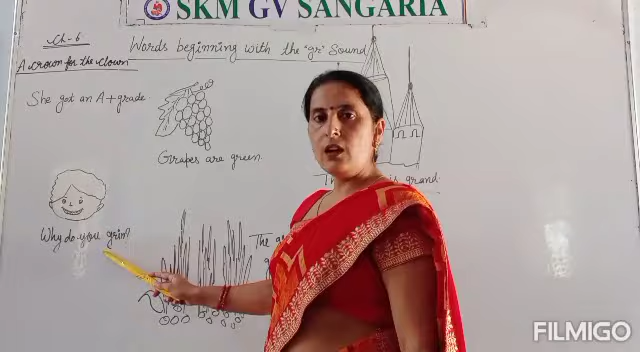 SKM GV SANGARIA
Ch-6
Words beginning with the "gr" Sound
A crown for the clown
She got an A+ grade
Grapes are green.
is grand.
Why do you grin?
The
FILMIGO